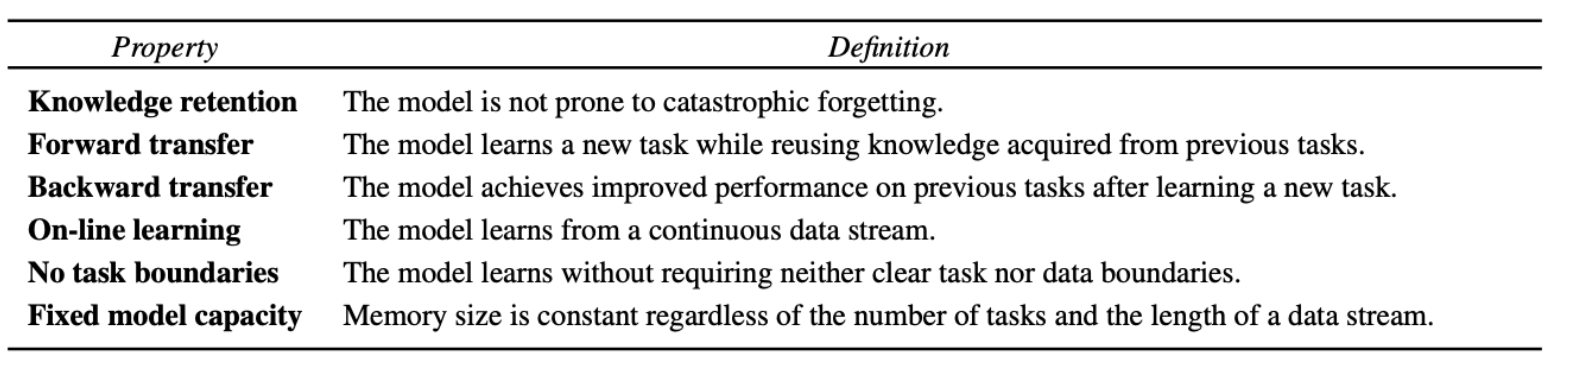 Property Definition
Knowledge retention The model is not prone to catastrophic forgetting.
Forward transfer The model learns a new task while reusing knowledge acquired from previous tasks.
Backward transfer The model achieves improved performance on previous tasks after learning a new task.
On-line learning The model learns from a continuous data stream.
No task boundaries The model learns without requiring neither clear task nor data boundaries.
Fixed model capacity Memory size is constant regardless of the number of tasks and the length of a data stream.